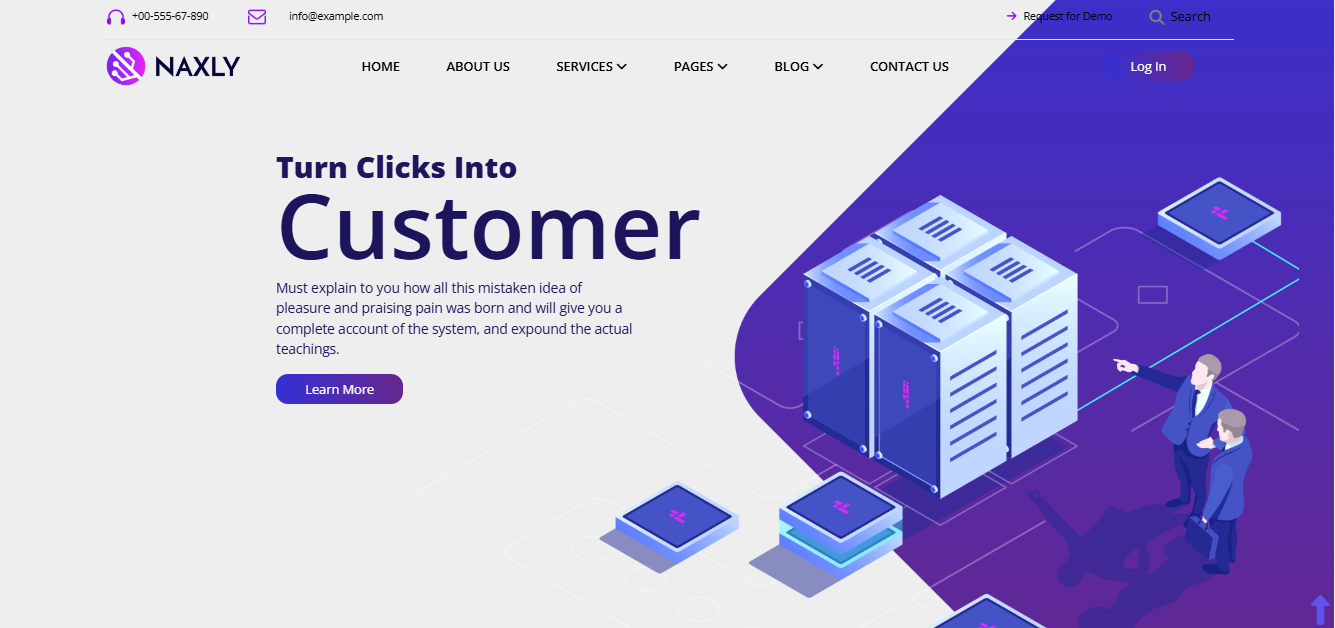 +00-555-67-890 info@example.com Request for Demo Search
NAXLY HOME ABOUT US SERVICES PAGES BLOG CONTACT US Log In
Turn Clicks Into
Customer
Must explain to you how all this mistaken idea of
pleasure and praising pain was born and will give you a
complete account of the system, and expound the actual
teachings.
Learn More